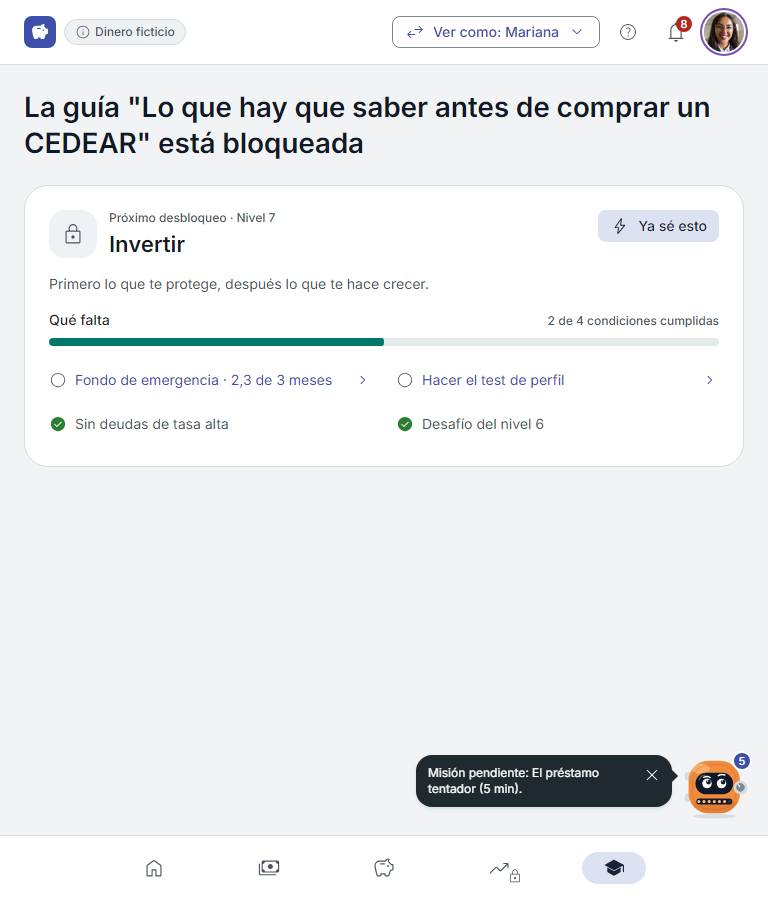 Dinero ficticio
Ver como: Mariana
8
La guía "Lo que hay que saber antes de comprar un
CEDEAR" está bloqueada
Próximo desbloqueo · Nivel 7
Invertir
Ya sé esto
Primero lo que te protege, después lo que te hace crecer.
Qué falta
2 de 4 condiciones cumplidas
Fondo de emergencia · 2,3 de 3 meses
Hacer el test de perfil
Sin deudas de tasa alta
Desafío del nivel 6
Misión pendiente: El préstamo
tentador (5 min).
5